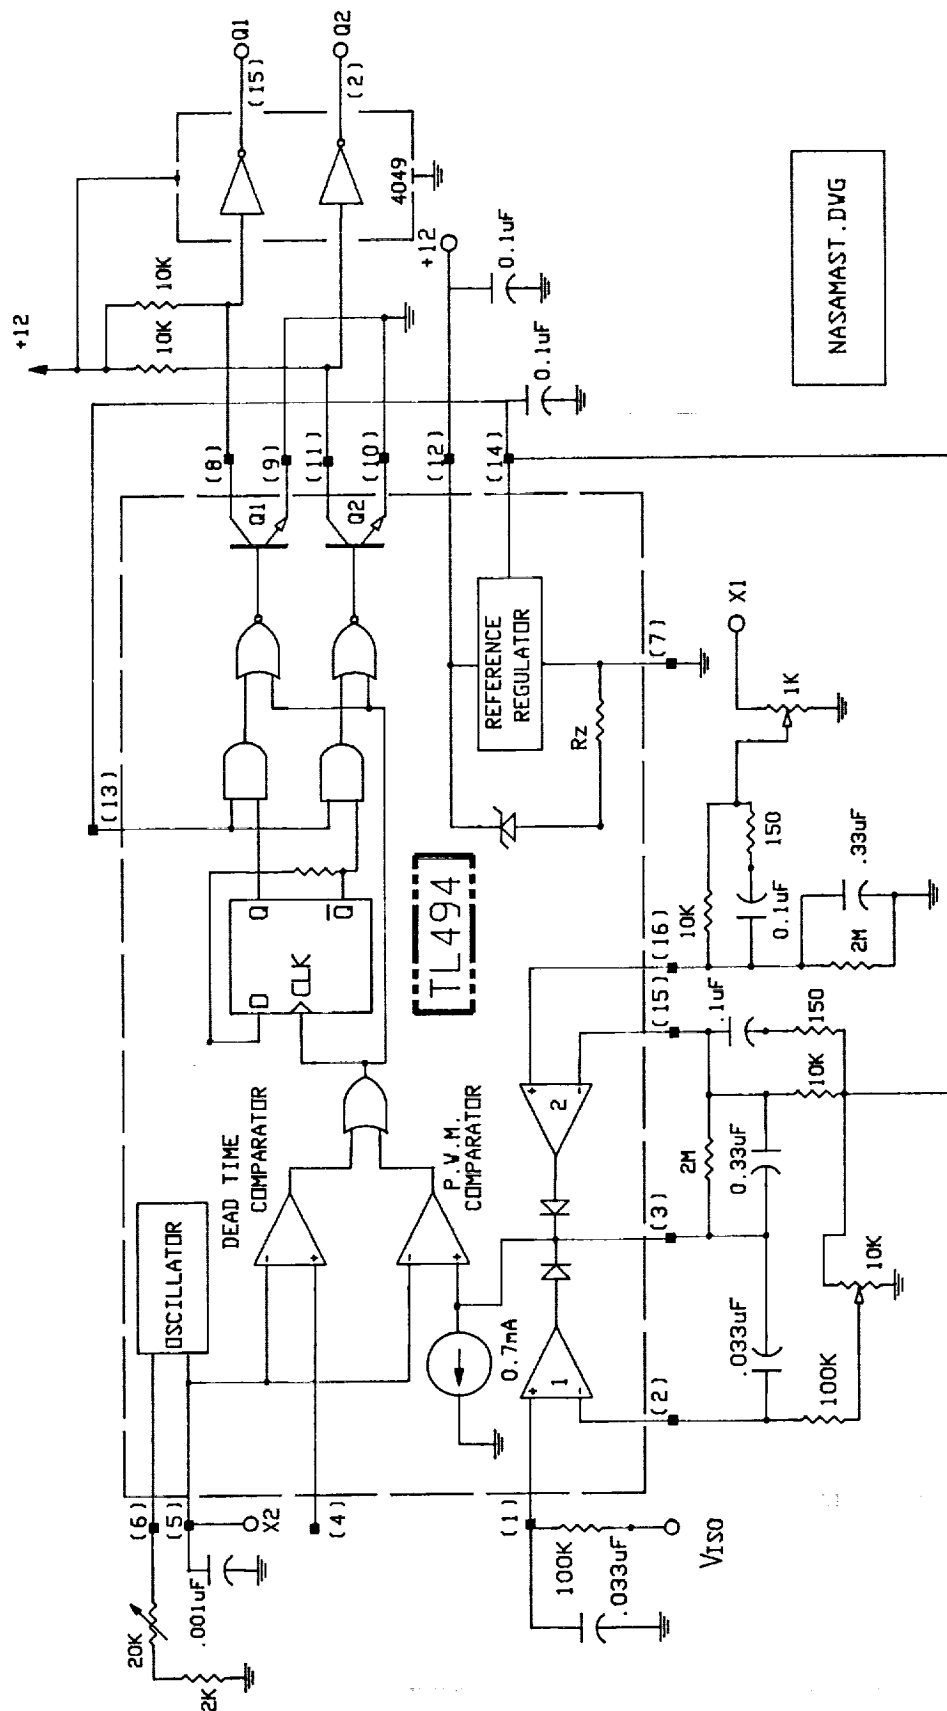 +12
10K
10K
Q1
(15)
Q2
(2)
4049
+12
0.1uF
0.1uF
(8)
(9)
(11)
(10)
(12)
(14)
Q1
Q2
(13)
REFERENCE
REGULATOR
Rz
(7)
D
Q
CLK
Q
TL494
OSCILLATOR
DEAD TIME
COMPARATOR
-
+
P.W.M.
COMPARATOR
-
+
0.7mA
+
1
-
+
2
-
(6)
(5)
X2
(4)
20K
2K
.001uF
(1)
100K
.033uF
VISO
(2)
(3)
(15)
(16)
.033uF
100K
10K
2M
0.33uF
10K
.1uF
150
10K
0.1uF
150
2M
.33uF
1K
X1
NASAMAST.DWG